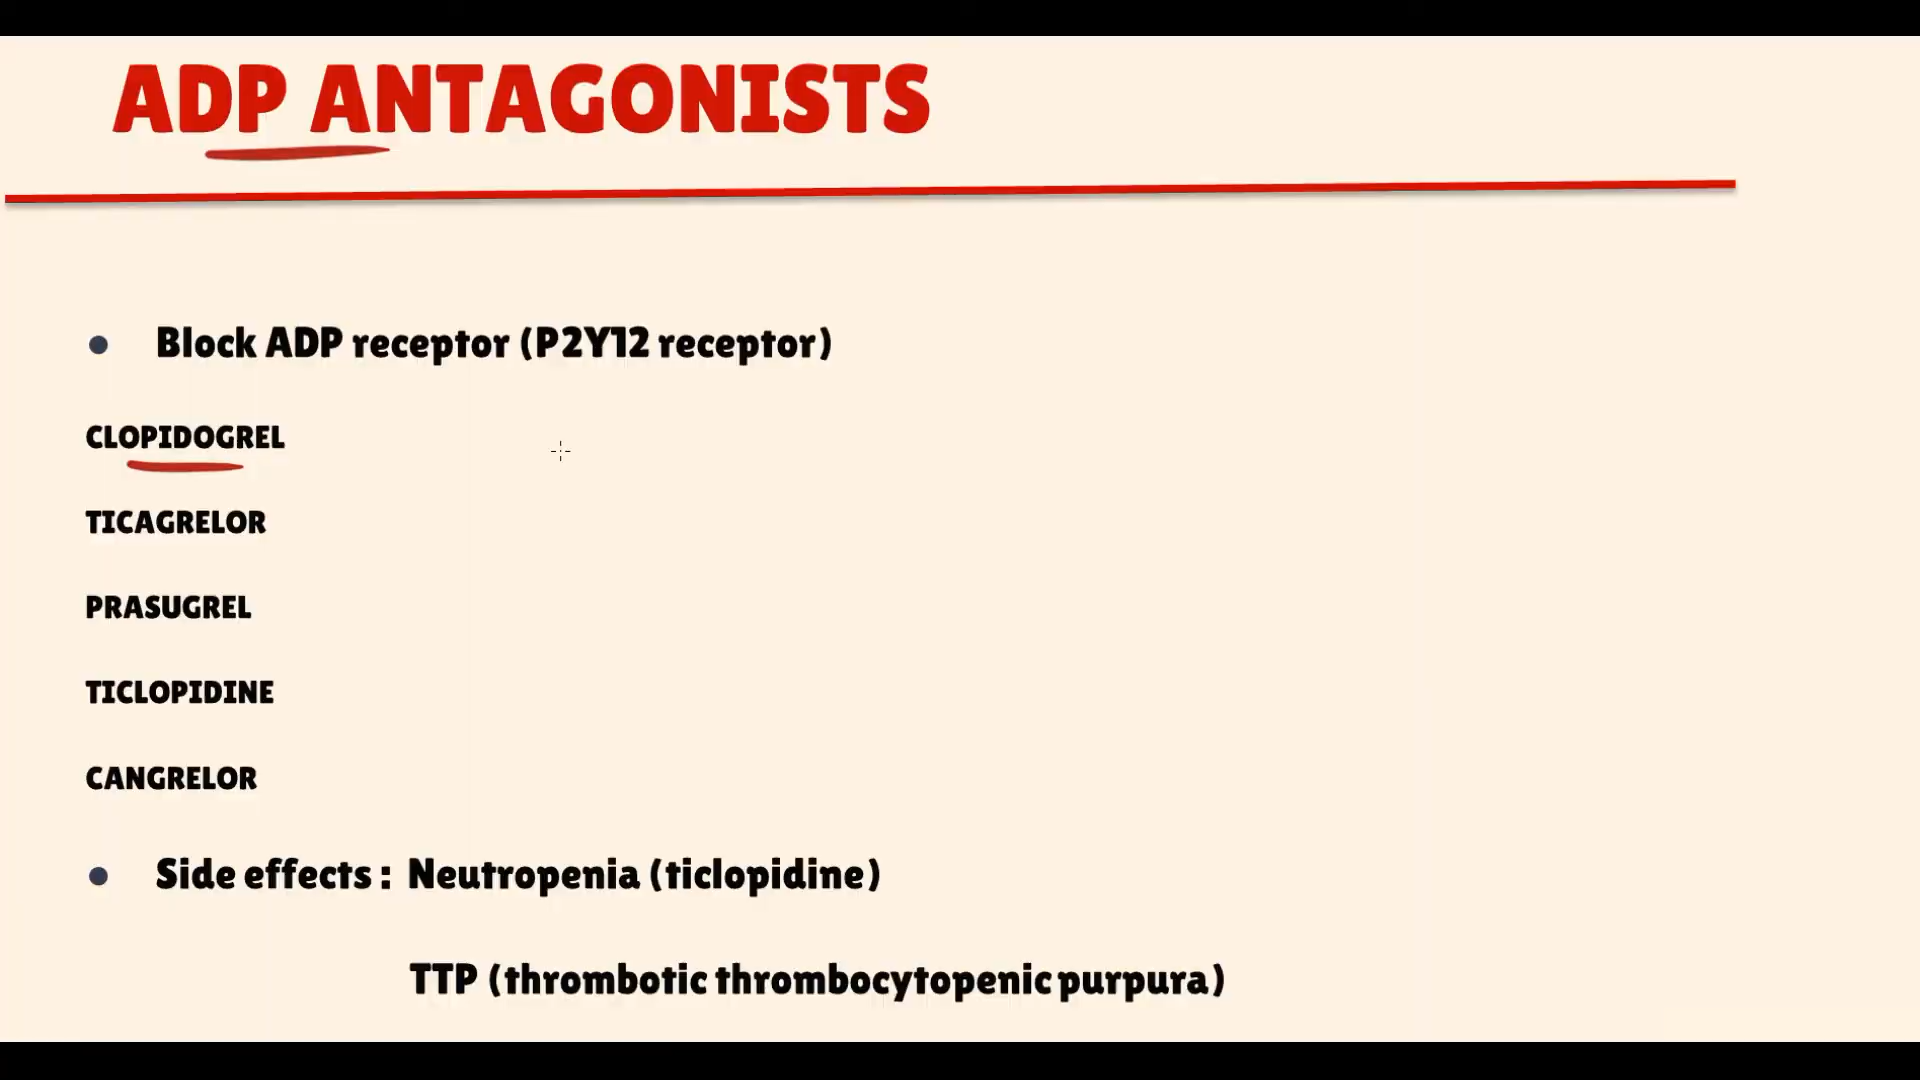 ADP ANTAGONISTS
Block ADP receptor (P2Y12 receptor)
CLOPIDOGREL
TICAGRELOR
PRASUGREL
TICLOPIDINE
CANGRELOR
Side effects : Neutropenia (ticlopidine)
TTP (thrombotic thrombocytopenic purpura)